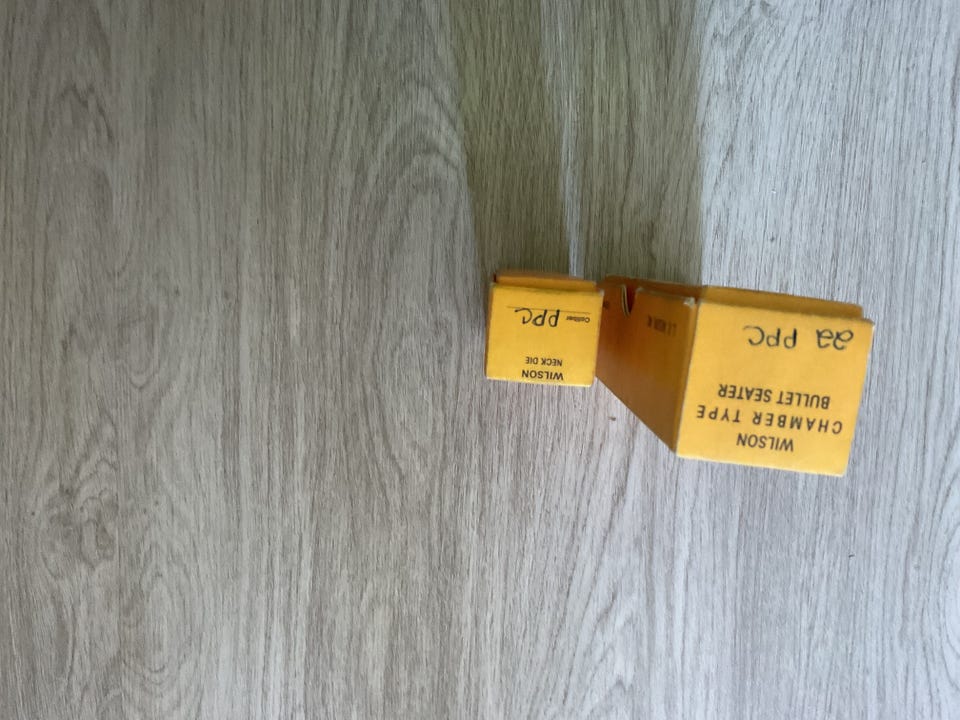 WILSON
NECK DIE
Caliber PPC
WILSON
CHAMBER TYPE
BULLET SEATER
22 PPC